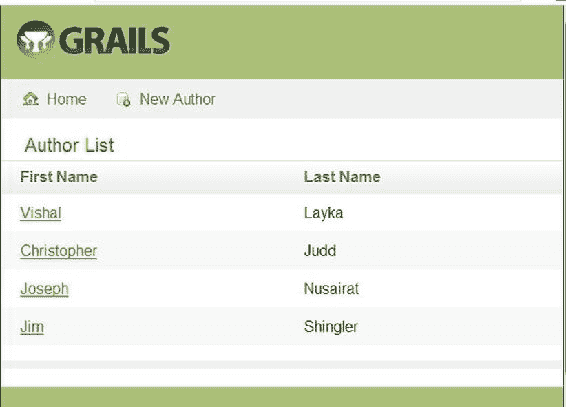 GRAILS
Home New Author
Author List
First Name Last Name
Vishal Layka
Christopher Judd
Joseph Nusairat
Jim Shingler